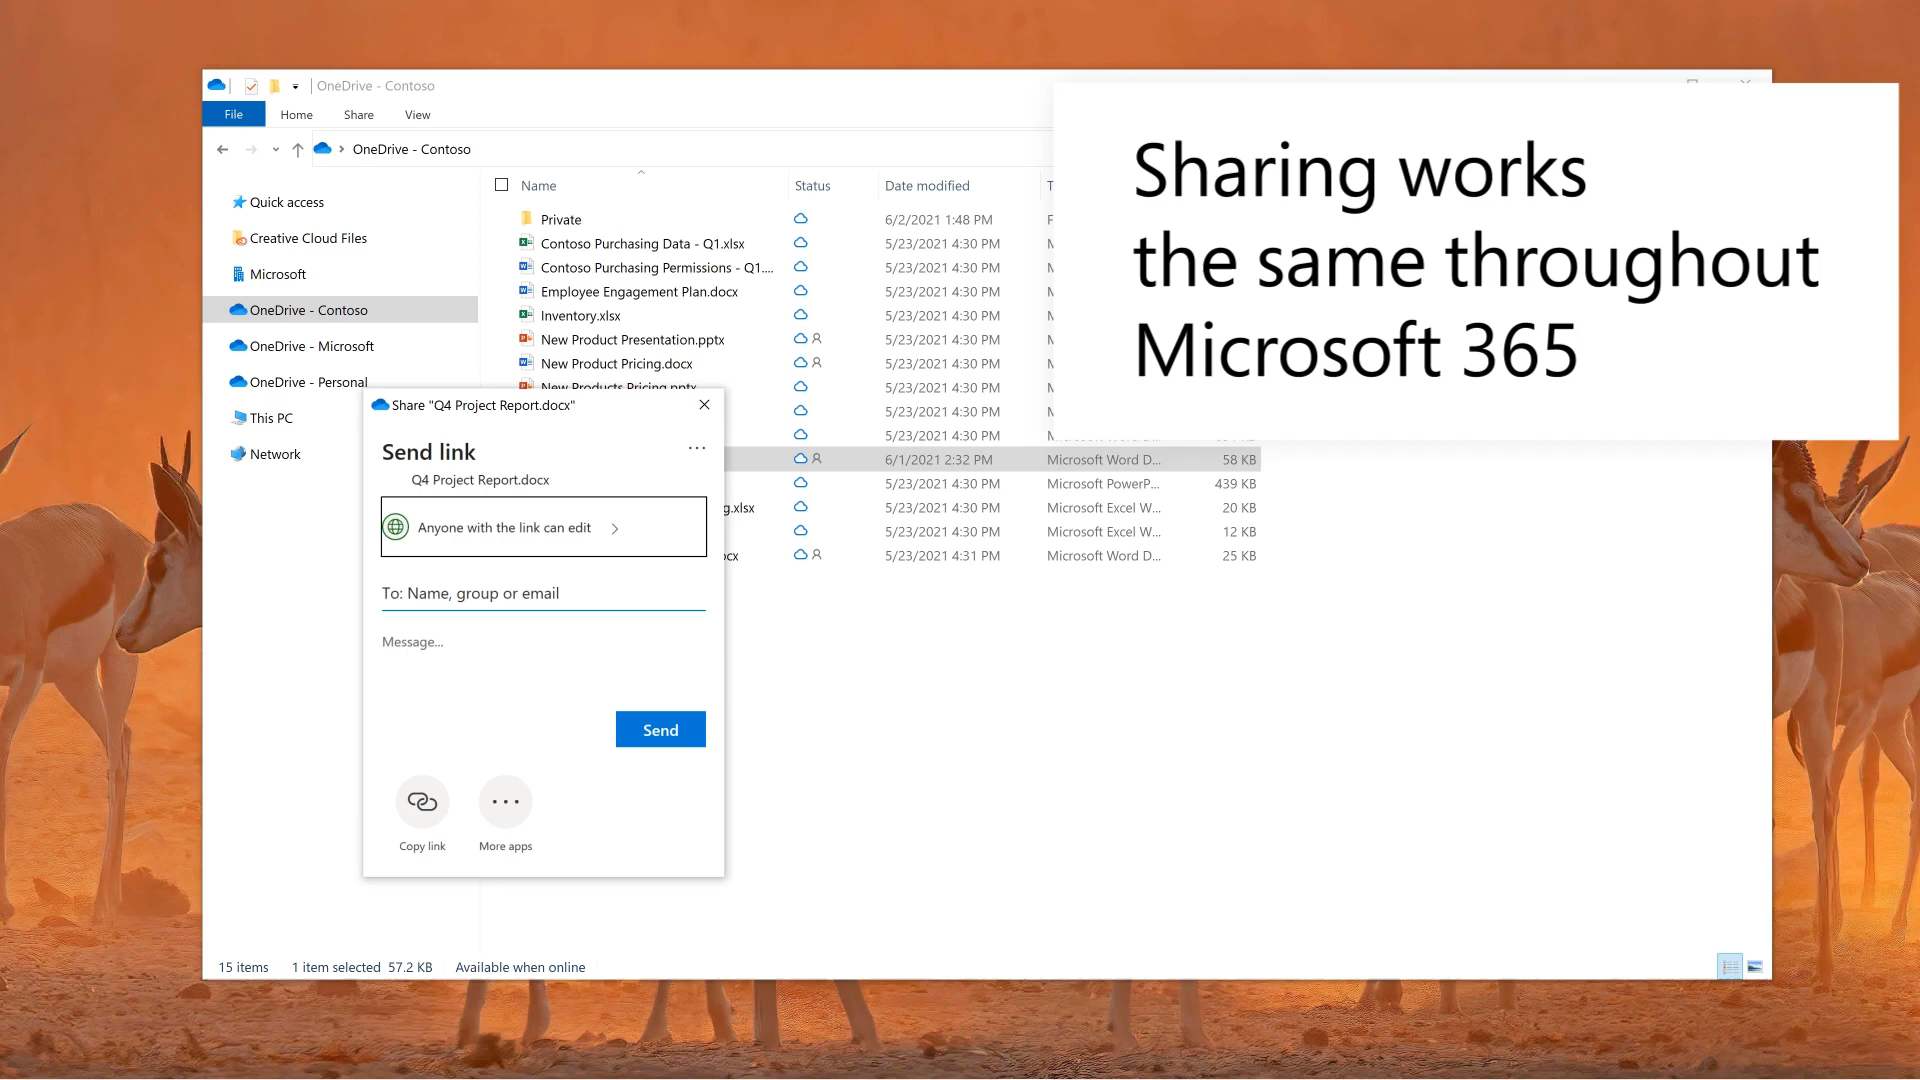 OneDrive - Contoso
File Home Share View
OneDrive - Contoso
Sharing works
the same throughout
Microsoft 365
Quick access
Creative Cloud Files
Microsoft
OneDrive - Contoso
OneDrive - Microsoft
OneDrive - Personal
This PC
Network
Name Status Date modified
Private 6/2/2021 1:48 PM
Contoso Purchasing Data - Q1.xlsx 5/23/2021 4:30 PM
Contoso Purchasing Permissions - Q1.... 5/23/2021 4:30 PM
Employee Engagement Plan.docx 5/23/2021 4:30 PM
Inventory.xlsx 5/23/2021 4:30 PM
New Product Presentation.pptx 5/23/2021 4:30 PM
New Product Pricing.docx 5/23/2021 4:30 PM
New Products Pricing.pptx 5/23/2021 4:30 PM
5/23/2021 4:30 PM
5/23/2021 4:30 PM
6/1/2021 2:32 PM Microsoft Word D... 58 KB
5/23/2021 4:30 PM Microsoft PowerP... 439 KB
g.xlsx 5/23/2021 4:30 PM Microsoft Excel W... 20 KB
5/23/2021 4:30 PM Microsoft Excel W... 12 KB
ocx 5/23/2021 4:31 PM Microsoft Word D... 25 KB
Share "Q4 Project Report.docx"
Send link
Q4 Project Report.docx
Anyone with the link can edit
To: Name, group or email
Message...
Send
Copy link More apps
15 items 1 item selected 57.2 KB Available when online